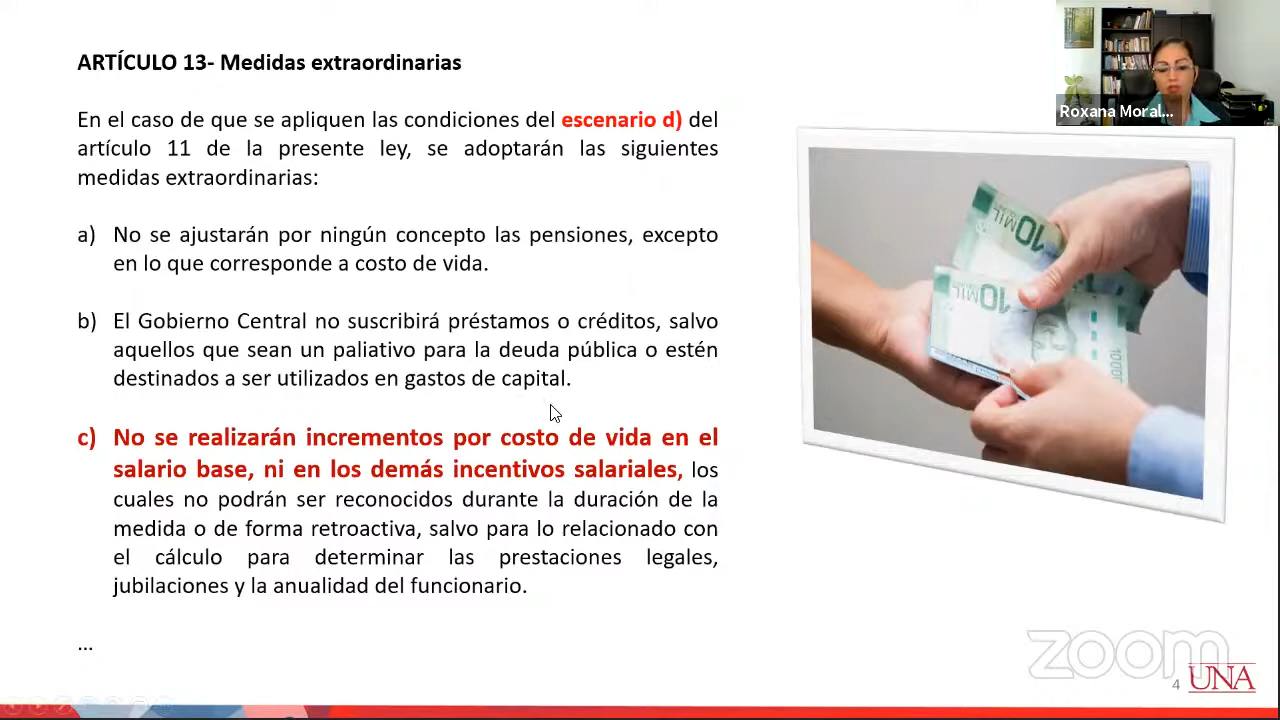 ARTÍCULO 13- Medidas extraordinarias
En el caso de que se apliquen las condiciones del escenario d) del
artículo 11 de la presente ley, se adoptarán las siguientes
medidas extraordinarias:
a) No se ajustarán por ningún concepto las pensiones, excepto
en lo que corresponde a costo de vida.
b) El Gobierno Central no suscribirá préstamos o créditos, salvo
aquellos que sean un paliativo para la deuda pública o estén
destinados a ser utilizados en gastos de capital.
c) No se realizarán incrementos por costo de vida en el
salario base, ni en los demás incentivos salariales, los
cuales no podrán ser reconocidos durante la duración de la
medida o de forma retroactiva, salvo para lo relacionado con
el cálculo para determinar las prestaciones legales,
jubilaciones y la anualidad del funcionario.
...
Roxana Moral...
10 MIL
10 MIL
zoom
4 UNA